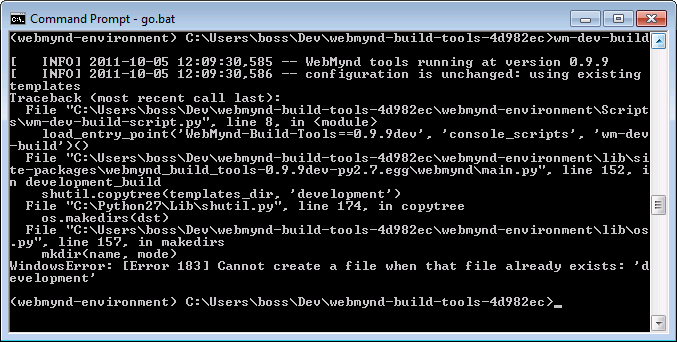 Command Prompt - go.bat
(webmynd-environment) C:\Users\boss\Dev\webmynd-build-tools-4d982ec>wm-dev-build
[   INFO] 2011-10-05 12:09:30,585 -- WebMynd tools running at version 0.9.9
[   INFO] 2011-10-05 12:09:30,586 -- configuration is unchanged: using existing
templates
Traceback (most recent call last):
  File "C:\Users\boss\Dev\webmynd-build-tools-4d982ec\webmynd-environment\Script
s\wm-dev-build-script.py", line 8, in <module>
    load_entry_point('WebMynd-Build-Tools==0.9.9dev', 'console_scripts', 'wm-dev
-build')()
  File "C:\Users\boss\Dev\webmynd-build-tools-4d982ec\webmynd-environment\lib\si
te-packages\webmynd_build_tools-0.9.9dev-py2.7.egg\webmynd\main.py", line 152, i
n development_build
    shutil.copytree(templates_dir, 'development')
  File "C:\Python27\Lib\shutil.py", line 174, in copytree
    os.makedirs(dst)
  File "C:\Users\boss\Dev\webmynd-build-tools-4d982ec\webmynd-environment\lib\os
.py", line 157, in makedirs
    mkdir(name, mode)
WindowsError: [Error 183] Cannot create a file when that file already exists: 'd
evelopment'
(webmynd-environment) C:\Users\boss\Dev\webmynd-build-tools-4d982ec>_